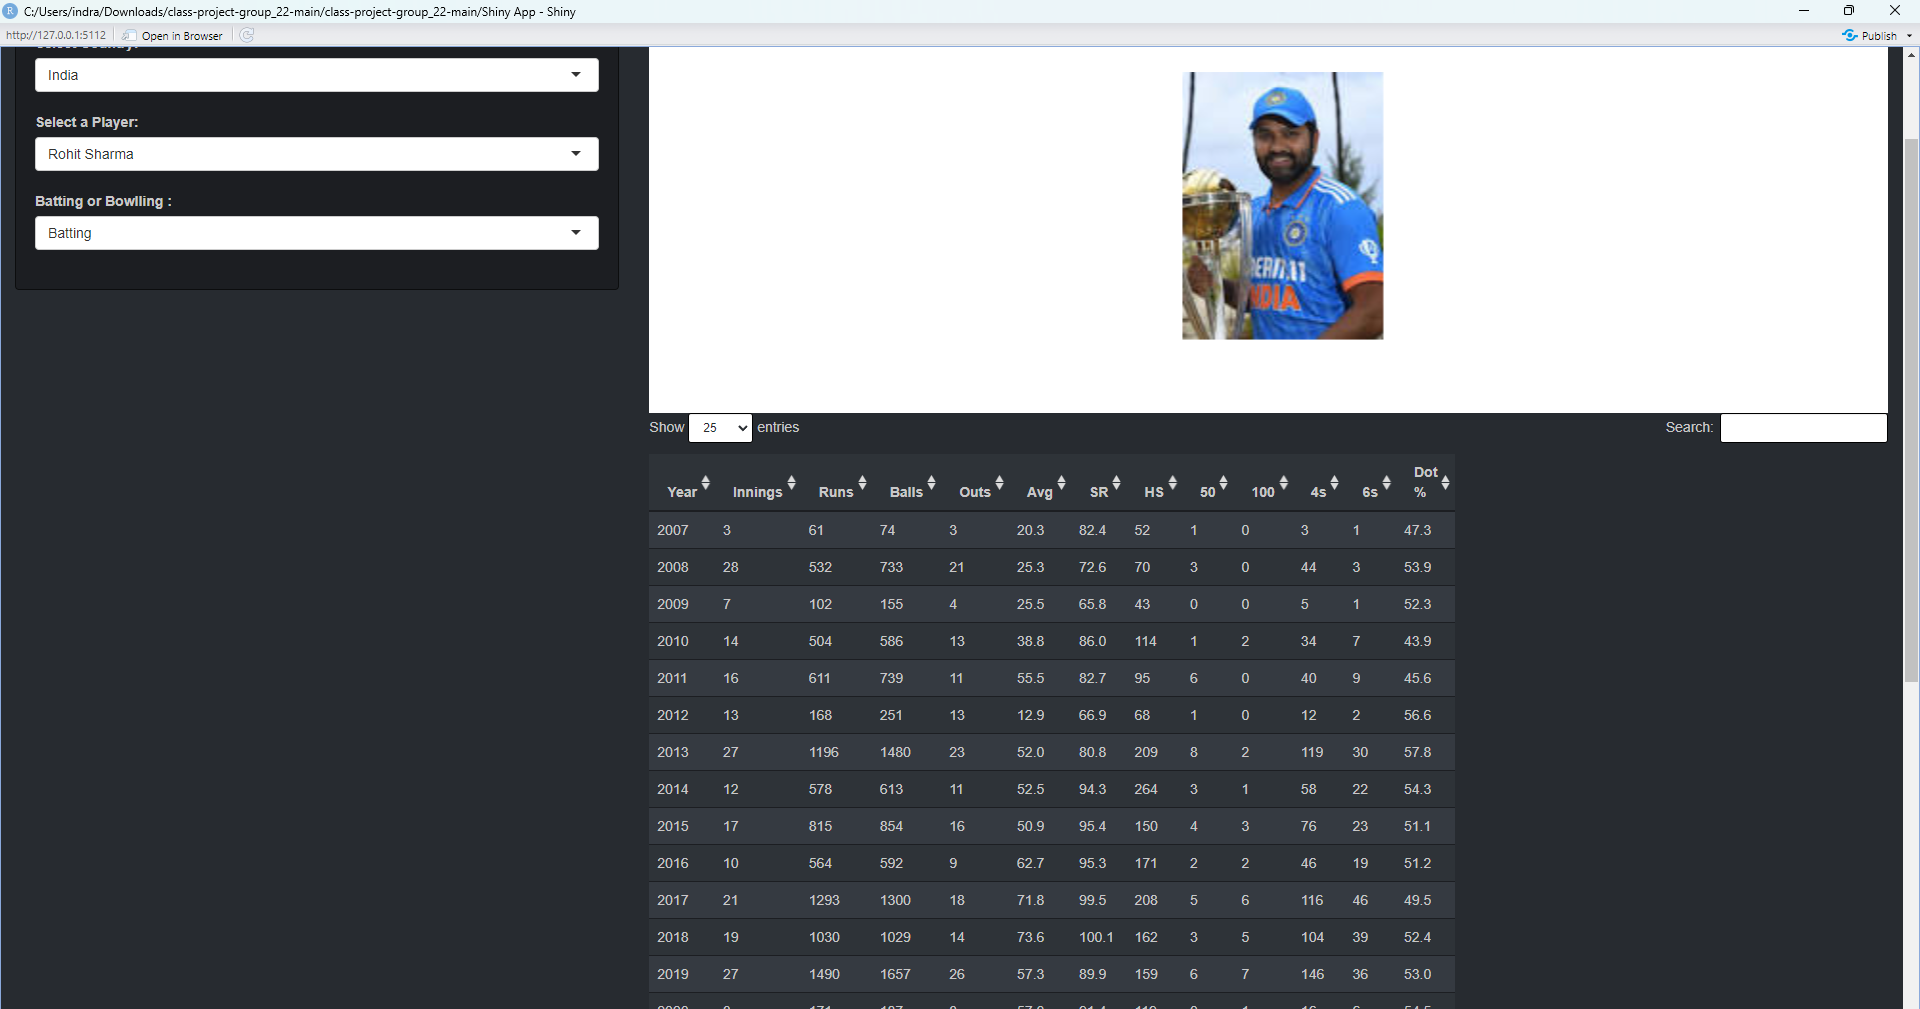 C:/Users/indra/Downloads/class-project-group_22-main/class-project-group_22-main/Shiny App - Shiny
http://127.0.0.1:5112 Open in Browser Publish
India
Select a Player:
Rohit Sharma
Batting or Bowlling :
Batting
INDIA
Show 25 entries Search:
Year Innings Runs Balls Outs Avg SR HS 50 100 4s 6s Dot %
2007 3 61 74 3 20.3 82.4 52 1 0 3 1 47.3
2008 28 532 733 21 25.3 72.6 70 3 0 44 3 53.9
2009 7 102 155 4 25.5 65.8 43 0 0 5 1 52.3
2010 14 504 586 13 38.8 86.0 114 1 2 34 7 43.9
2011 16 611 739 11 55.5 82.7 95 6 0 40 9 45.6
2012 13 168 251 13 12.9 66.9 68 1 0 12 2 56.6
2013 27 1196 1480 23 52.0 80.8 209 8 2 119 30 57.8
2014 12 578 613 11 52.5 94.3 264 3 1 58 22 54.3
2015 17 815 854 16 50.9 95.4 150 4 3 76 23 51.1
2016 10 564 592 9 62.7 95.3 171 2 2 46 19 51.2
2017 21 1293 1300 18 71.8 99.5 208 5 6 116 46 49.5
2018 19 1030 1029 14 73.6 100.1 162 3 5 104 39 52.4
2019 27 1490 1657 26 57.3 89.9 159 6 7 146 36 53.0